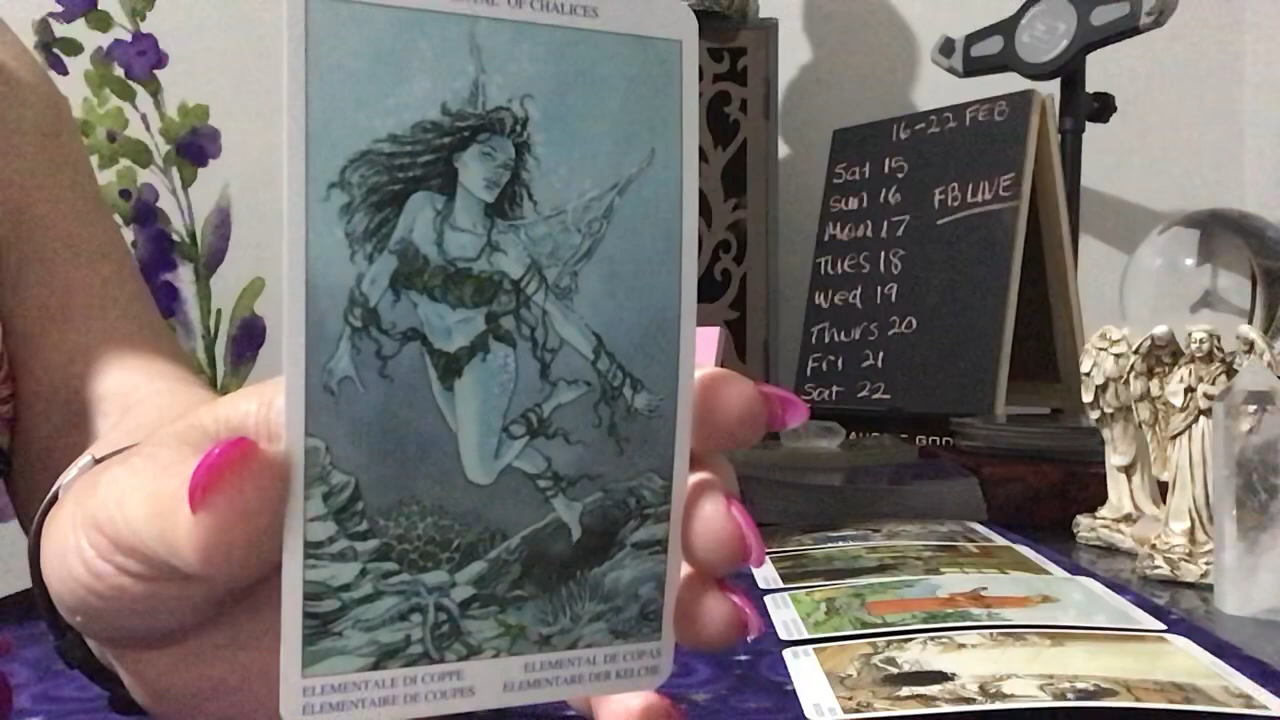 OF CHALICES
ELEMENTALE DI COPPE
ÉLEMENTAIRE DE COUPES
ELEMENTAL DE COPAS
ELEMENTARE DER KELCHE
16-22 FEB
Sat 15
Sun 16 FB LIVE
Mon 17
Tues 18
Wed 19
Thurs 20
Fri 21
Sat 22